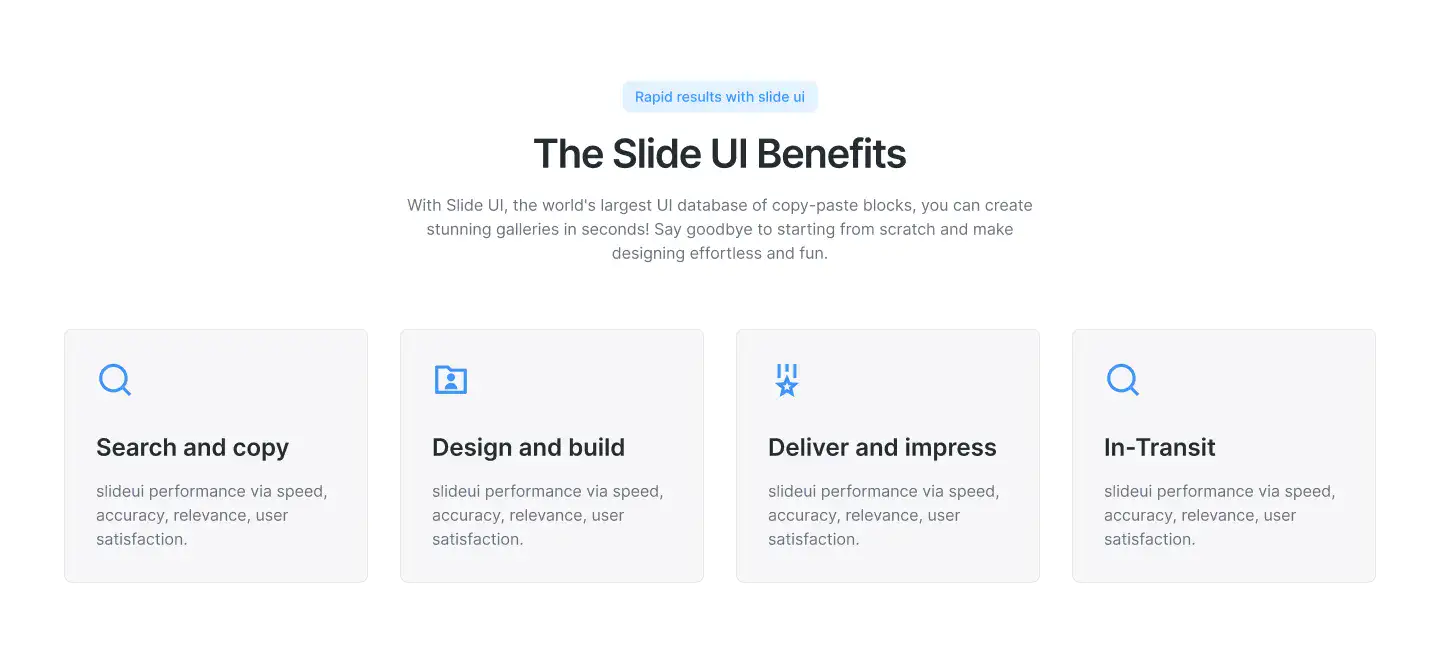 Rapid results with slide ui
The Slide UI Benefits
With Slide UI, the world's largest UI database of copy-paste blocks, you can create
stunning galleries in seconds! Say goodbye to starting from scratch and make
designing effortless and fun.
Search and copy
slideui performance via speed,
accuracy, relevance, user
satisfaction.
Design and build
slideui performance via speed,
accuracy, relevance, user
satisfaction.
Deliver and impress
slideui performance via speed,
accuracy, relevance, user
satisfaction.
In-Transit
slideui performance via speed,
accuracy, relevance, user
satisfaction.